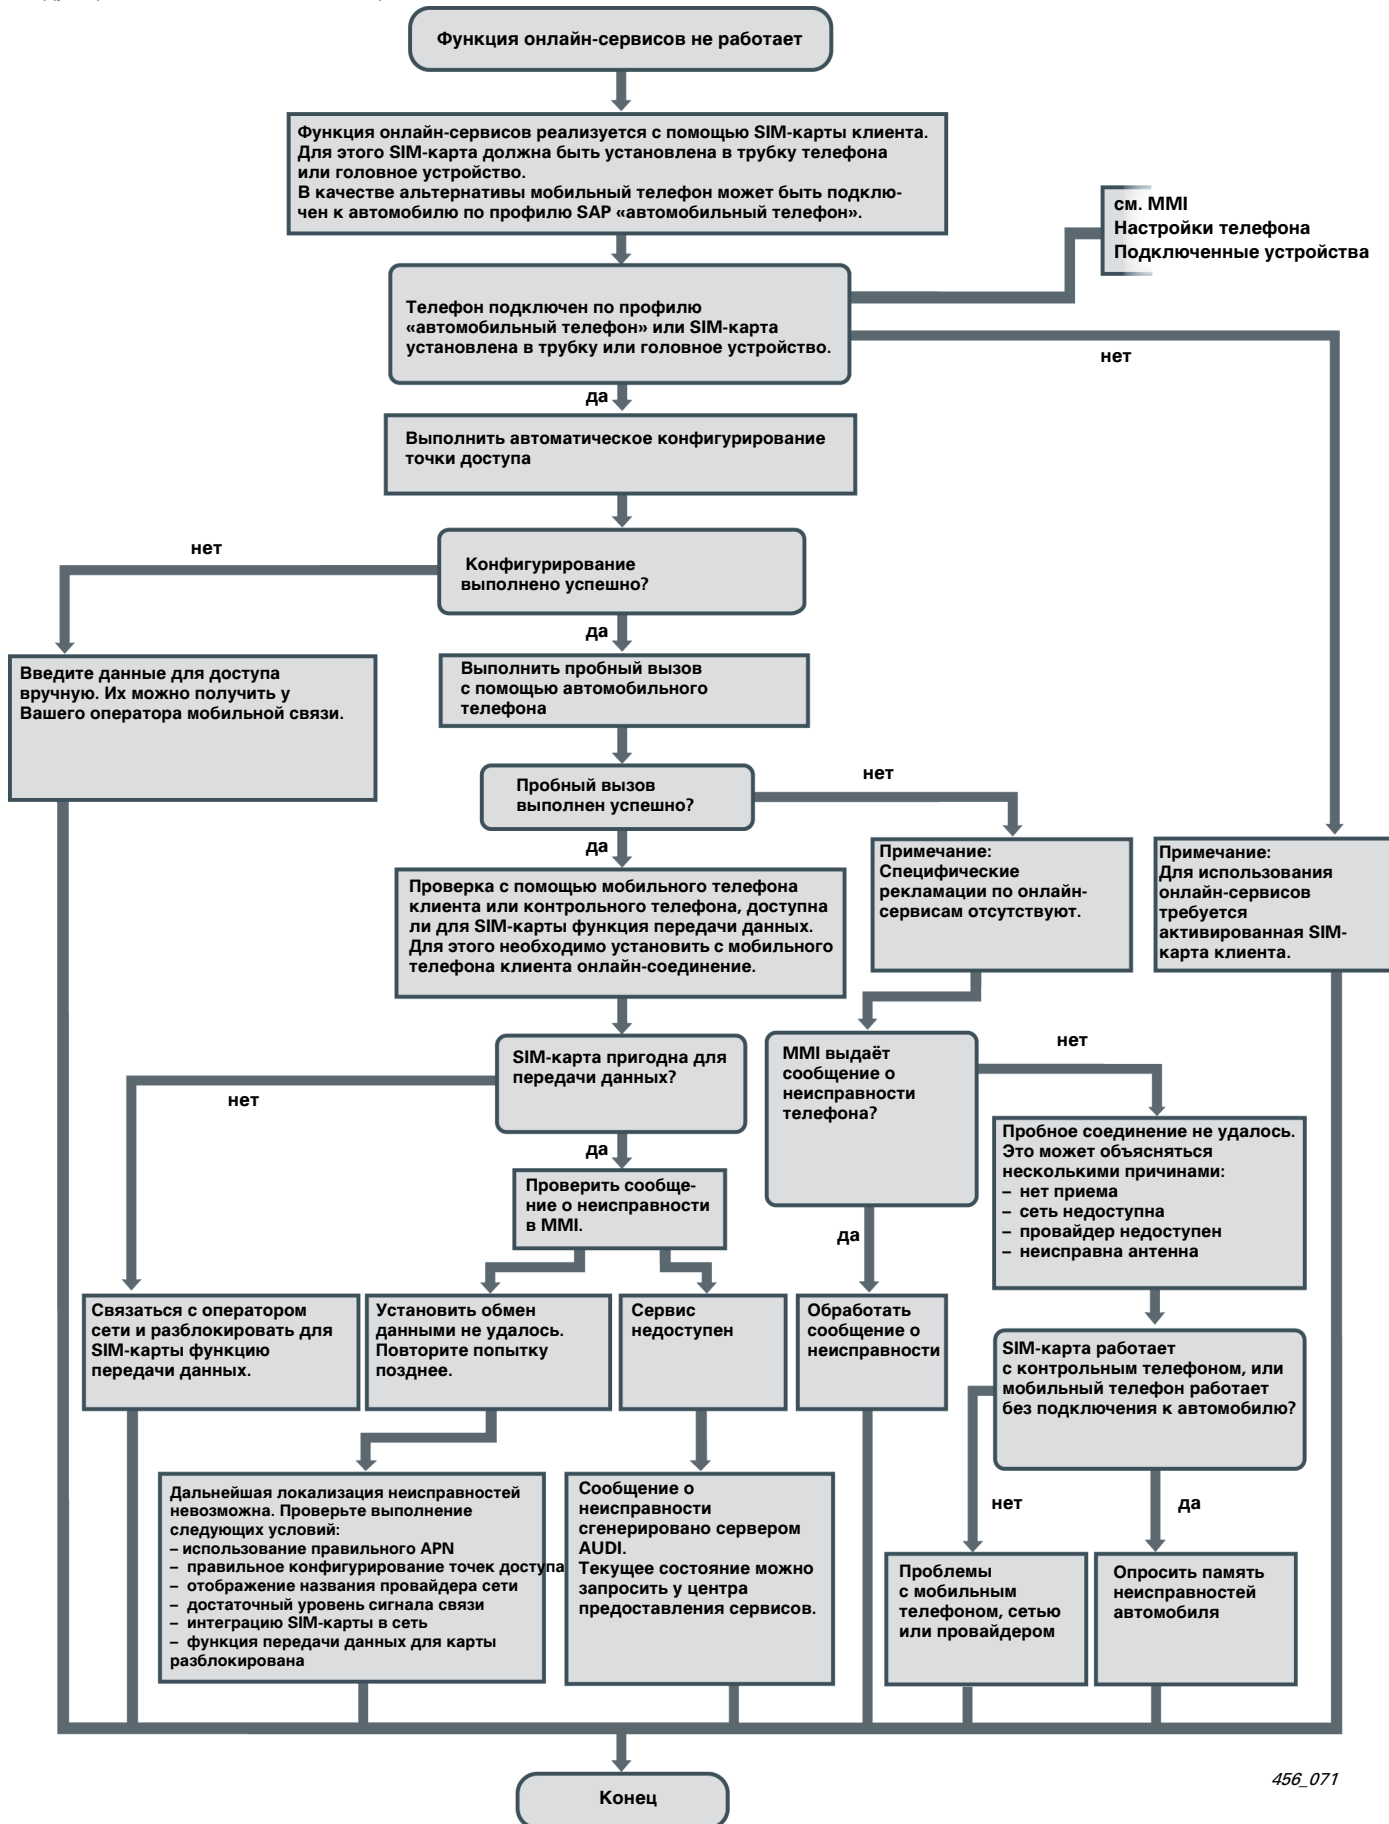 Функция онлайн-сервисов не работает
Функция онлайн-сервисов реализуется с помощью SIM-карты клиента.
Для этого SIM-карта должна быть установлена в трубку телефона
или головное устройство.
В качестве альтернативы мобильный телефон может быть подклю-
чен к автомобилю по профилю SAP «автомобильный телефон».
см. MMI
Настройки телефона
Подключенные устройства
Телефон подключен по профилю
«автомобильный телефон» или SIM-карта
установлена в трубку или головное устройство.
нет
да
Выполнить автоматическое конфигурирование
точки доступа
нет
Конфигурирование
выполнено успешно?
да
Введите данные для доступа
вручную. Их можно получить у
Вашего оператора мобильной связи.
Выполнить пробный вызов
с помощью автомобильного
телефона
Пробный вызов
выполнен успешно?
нет
да
Примечание:
Специфические
рекламации по онлайн-
сервисам отсутствуют.
Примечание:
Для использования
онлайн-сервисов
требуется
активированная SIM-
карта клиента.
Проверка с помощью мобильного телефона
клиента или контрольного телефона, доступна
ли для SIM-карты функция передачи данных.
Для этого необходимо установить с мобильного
телефона клиента онлайн-соединение.
SIM-карта пригодна для
передачи данных?
нет
да
MMI выдаёт
сообщение о
неисправности
телефона?
нет
да
Пробное соединение не удалось.
Это может объясняться
несколькими причинами:
– нет приема
– сеть недоступна
– провайдер недоступен
– неисправна антенна
Проверить сообще-
ние о неисправности
в MMI.
Связаться с оператором
сети и разблокировать для
SIM-карты функцию
передачи данных.
Установить обмен
данными не удалось.
Повторите попытку
позднее.
Сервис
недоступен
Обработать
сообщение о
неисправности
SIM-карта работает
с контрольным телефоном, или
мобильный телефон работает
без подключения к автомобилю?
нет
да
Дальнейшая локализация неисправностей
невозможна. Проверьте выполнение
следующих условий:
– использование правильного APN
– правильное конфигурирование точек доступа
– отображение названия провайдера сети
– достаточный уровень сигнала связи
– интеграцию SIM-карты в сеть
– функция передачи данных для карты
разблокирована
Сообщение о
неисправности
сгенерировано сервером
AUDI.
Текущее состояние можно
запросить у центра
предоставления сервисов.
Проблемы
с мобильным
телефоном, сетью
или провайдером
Опросить память
неисправностей
автомобиля
Конец
456_071